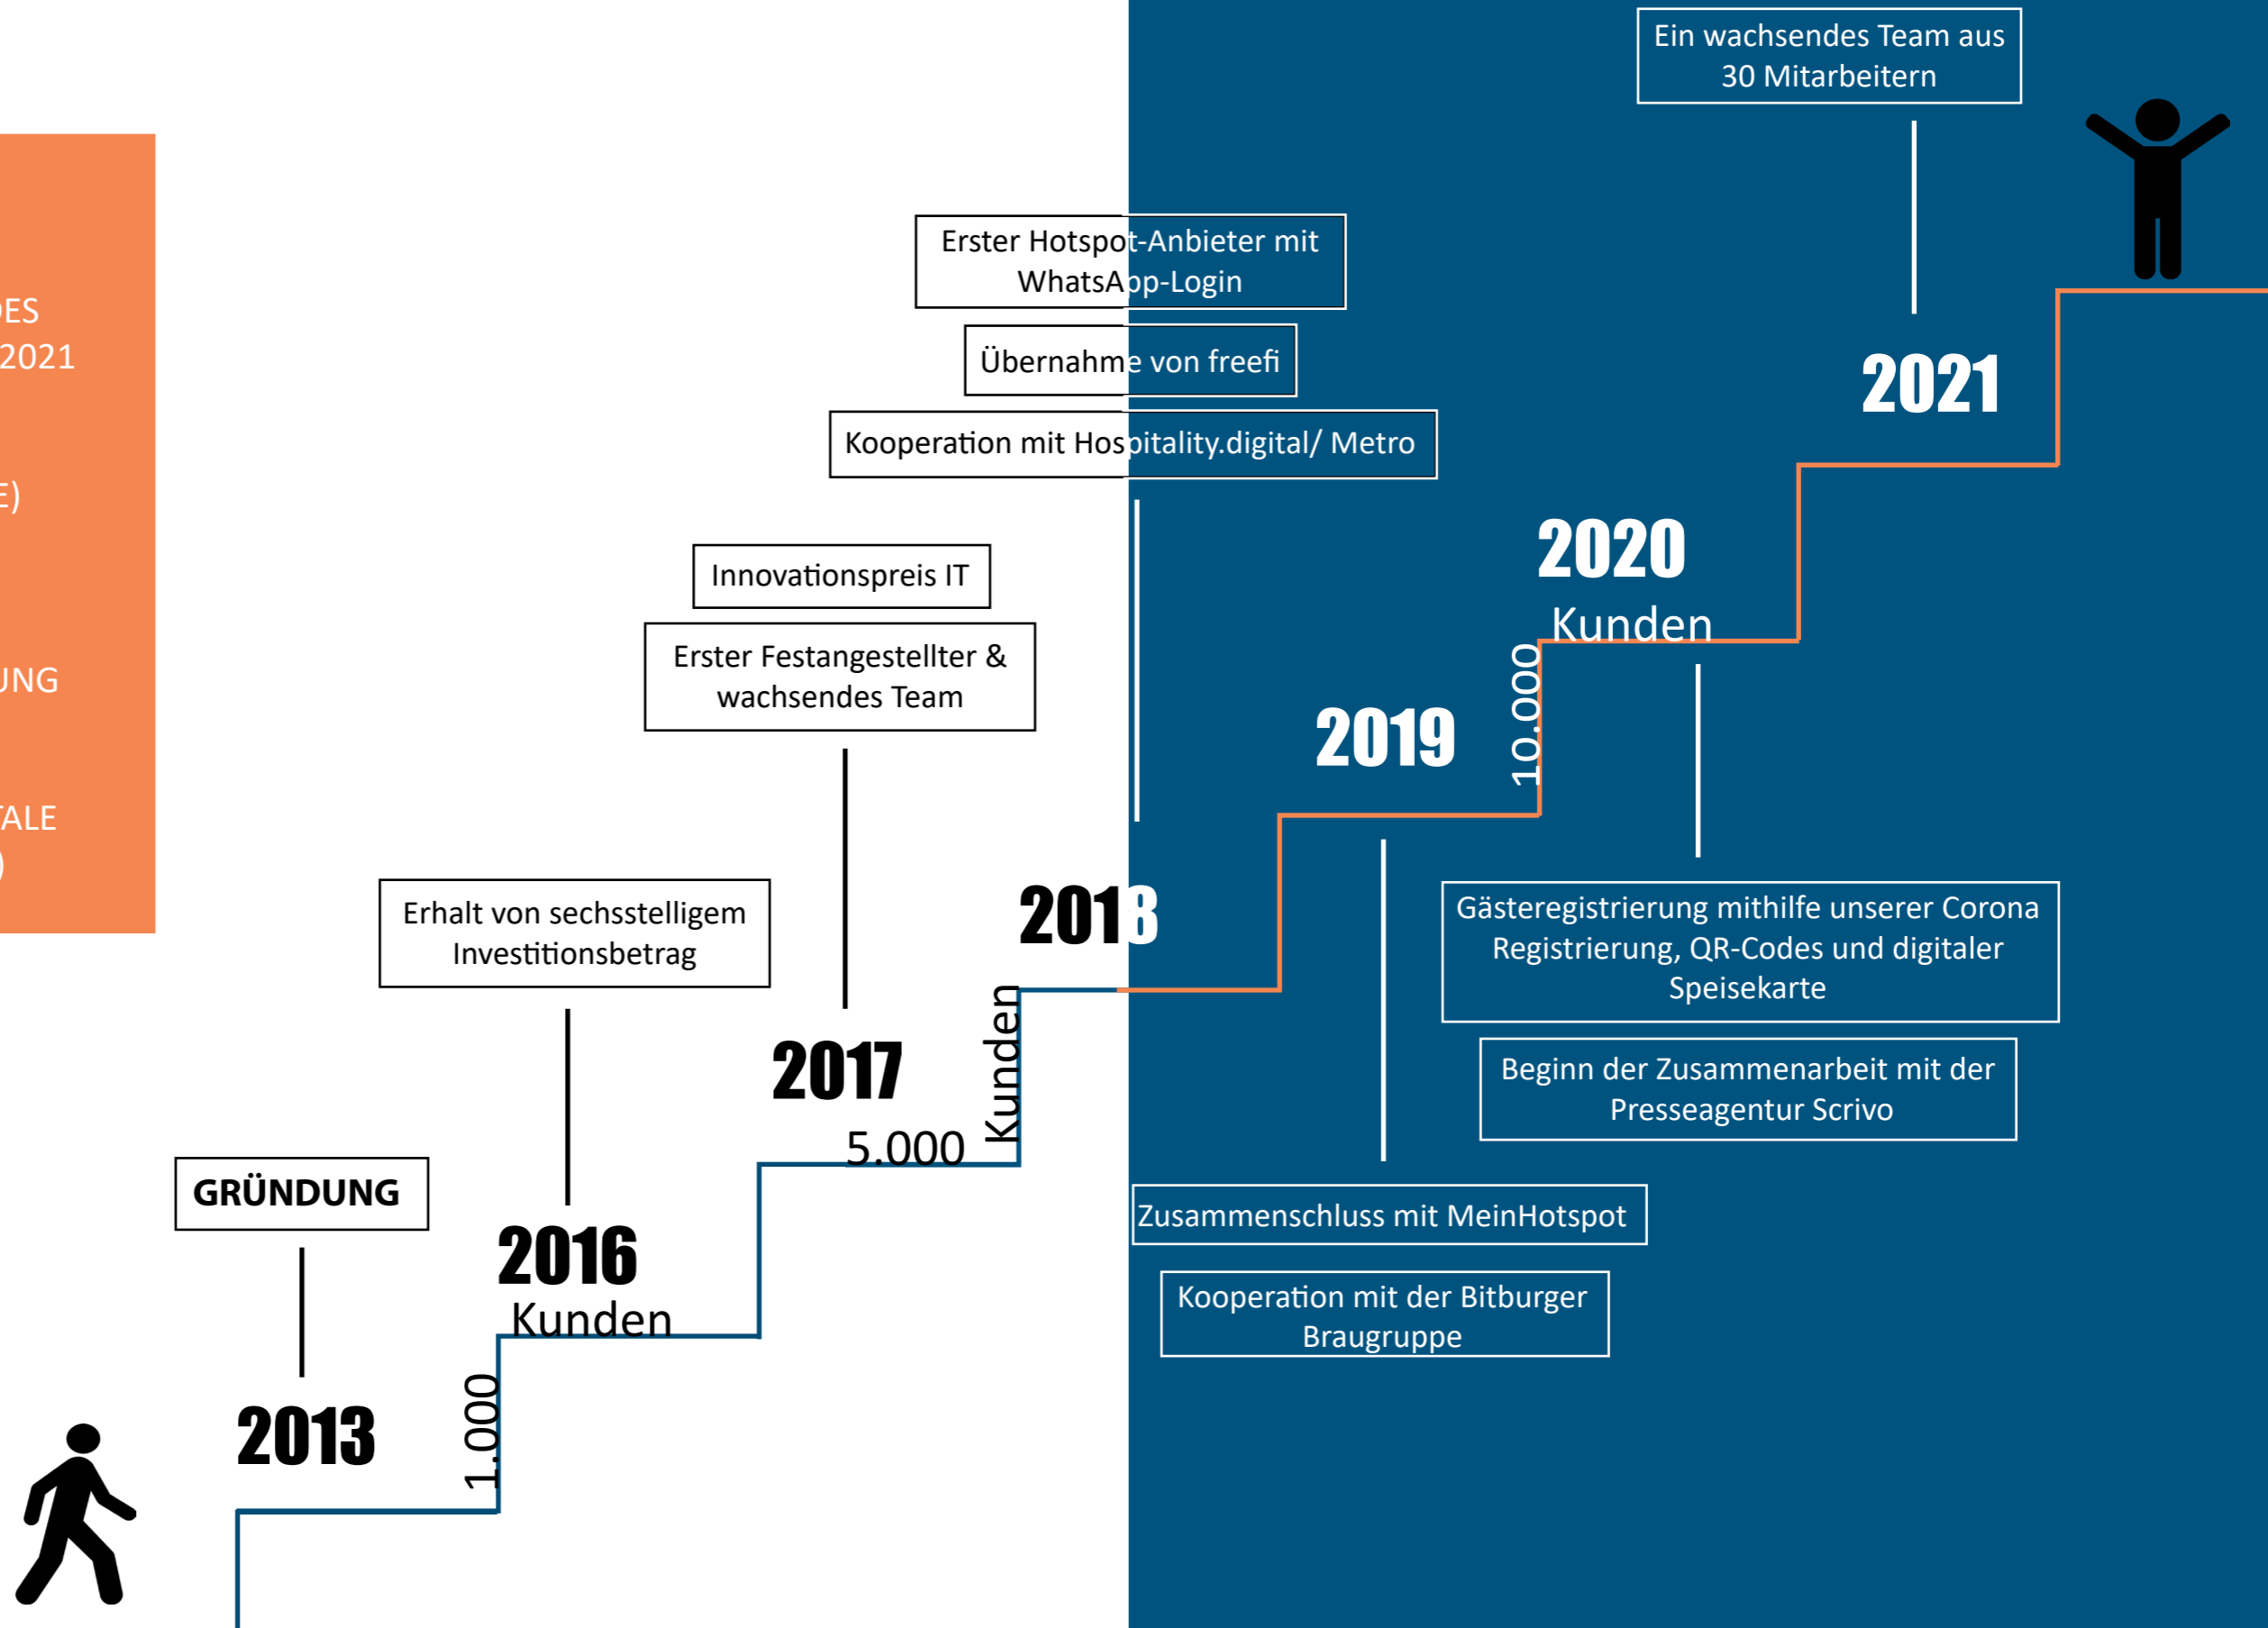 DES
2021
E)
UNG
TALE
)
GRÜNDUNG
2013
1.000
Kunden
Erhalt von sechsstelligem
Investitionsbetrag
2016
Innovationspreis IT
Erster Festangestellter &
wachsendes Team
2017
5.000
Kunden
Erster Hotspot-Anbieter mit
WhatsApp-Login
Übernahme von freefi
Kooperation mit Hospitality.digital/ Metro
2018
2019
Zusammenschluss mit MeinHotspot
Kooperation mit der Bitburger
Braugruppe
10.000
Kunden
2020
Gästeregistrierung mithilfe unserer Corona
Registrierung, QR-Codes und digitaler
Speisekarte
Beginn der Zusammenarbeit mit der
Presseagentur Scrivo
Ein wachsendes Team aus
30 Mitarbeitern
2021